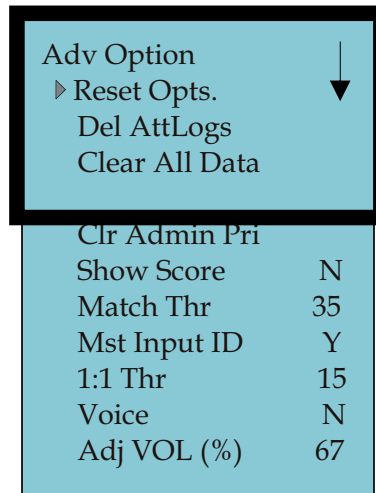 Adv Option
Reset Opts.
Del AttLogs
Clear All Data
Clr Admin Pri
Show Score N
Match Thr 35
Mst Input ID Y
1:1 Thr 15
Voice N
Adj VOL (%) 67